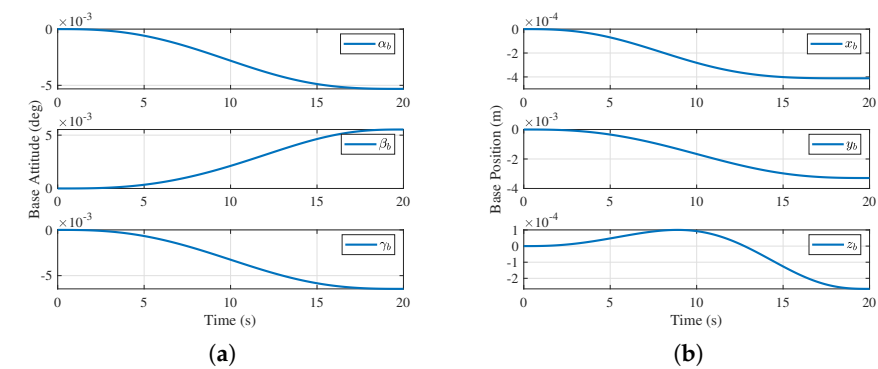 ×10⁻³
0
-5
α_b
0 5 10 15 20
×10⁻³
5
0
β_b
0 5 10 15 20
×10⁻³
0
-5
γ_b
0 5 10 15 20
Base Attitude (deg)
Time (s)
(a)
×10⁻⁴
0
-2
-4
x_b
0 5 10 15 20
×10⁻³
0
-2
-4
y_b
0 5 10 15 20
×10⁻⁴
1
0
-1
-2
z_b
0 5 10 15 20
Base Position (m)
Time (s)
(b)